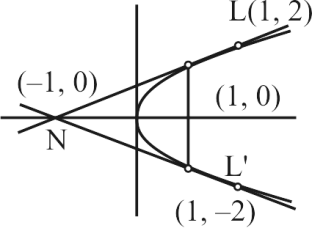 L(1, 2)
(–1, 0)
(1, 0)
N
L'
(1, –2)